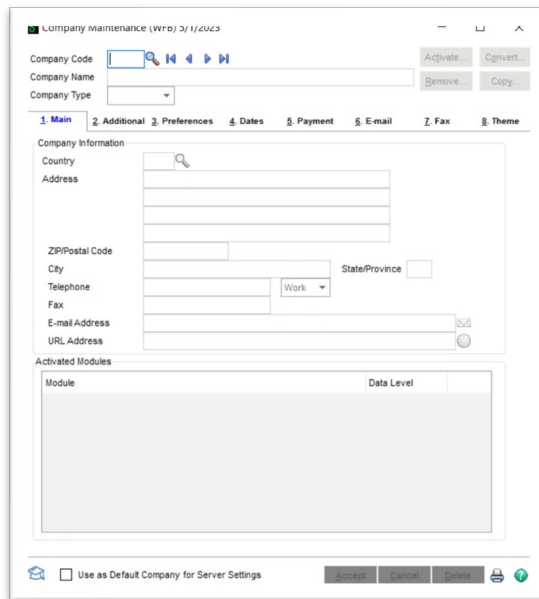 Company Maintenance (WFB) 5/1/2023
Company Code
Activate... Convert...
Company Name
Remove... Copy...
Company Type
1. Main 2. Additional 3. Preferences 4. Dates 5. Payment 6. E-mail 7. Fax 8. Theme
Company Information
Country
Address
ZIP/Postal Code
City State/Province
Telephone Work
Fax
E-mail Address
URL Address
Activated Modules
Module Data Level
Use as Default Company for Server Settings Accept Cancel Delete